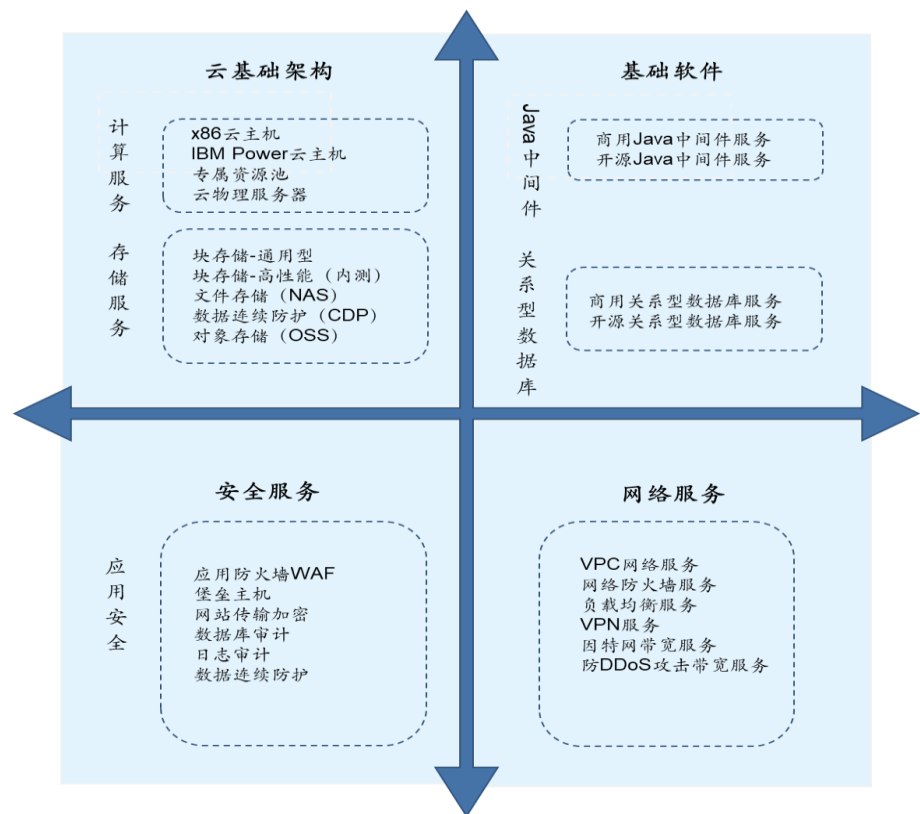 云基础架构
计算服务
x86云主机
IBM Power云主机
专属资源池
云物理服务器
存储服务
块存储-通用型
块存储-高性能（内测）
文件存储（NAS）
数据连续防护（CDP）
对象存储（OSS）
基础软件
Java中间件
商用Java中间件服务
开源Java中间件服务
关系型数据库
商用关系型数据库服务
开源关系型数据库服务
安全服务
应用安全
应用防火墙WAF
堡垒主机
网站传输加密
数据库审计
日志审计
数据连续防护
网络服务
VPC网络服务
网络防火墙服务
负载均衡服务
VPN服务
因特网带宽服务
防DDoS攻击带宽服务